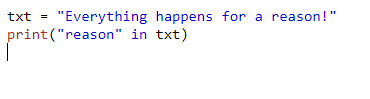 txt = "Everything happens for a reason!"
print("reason" in txt)